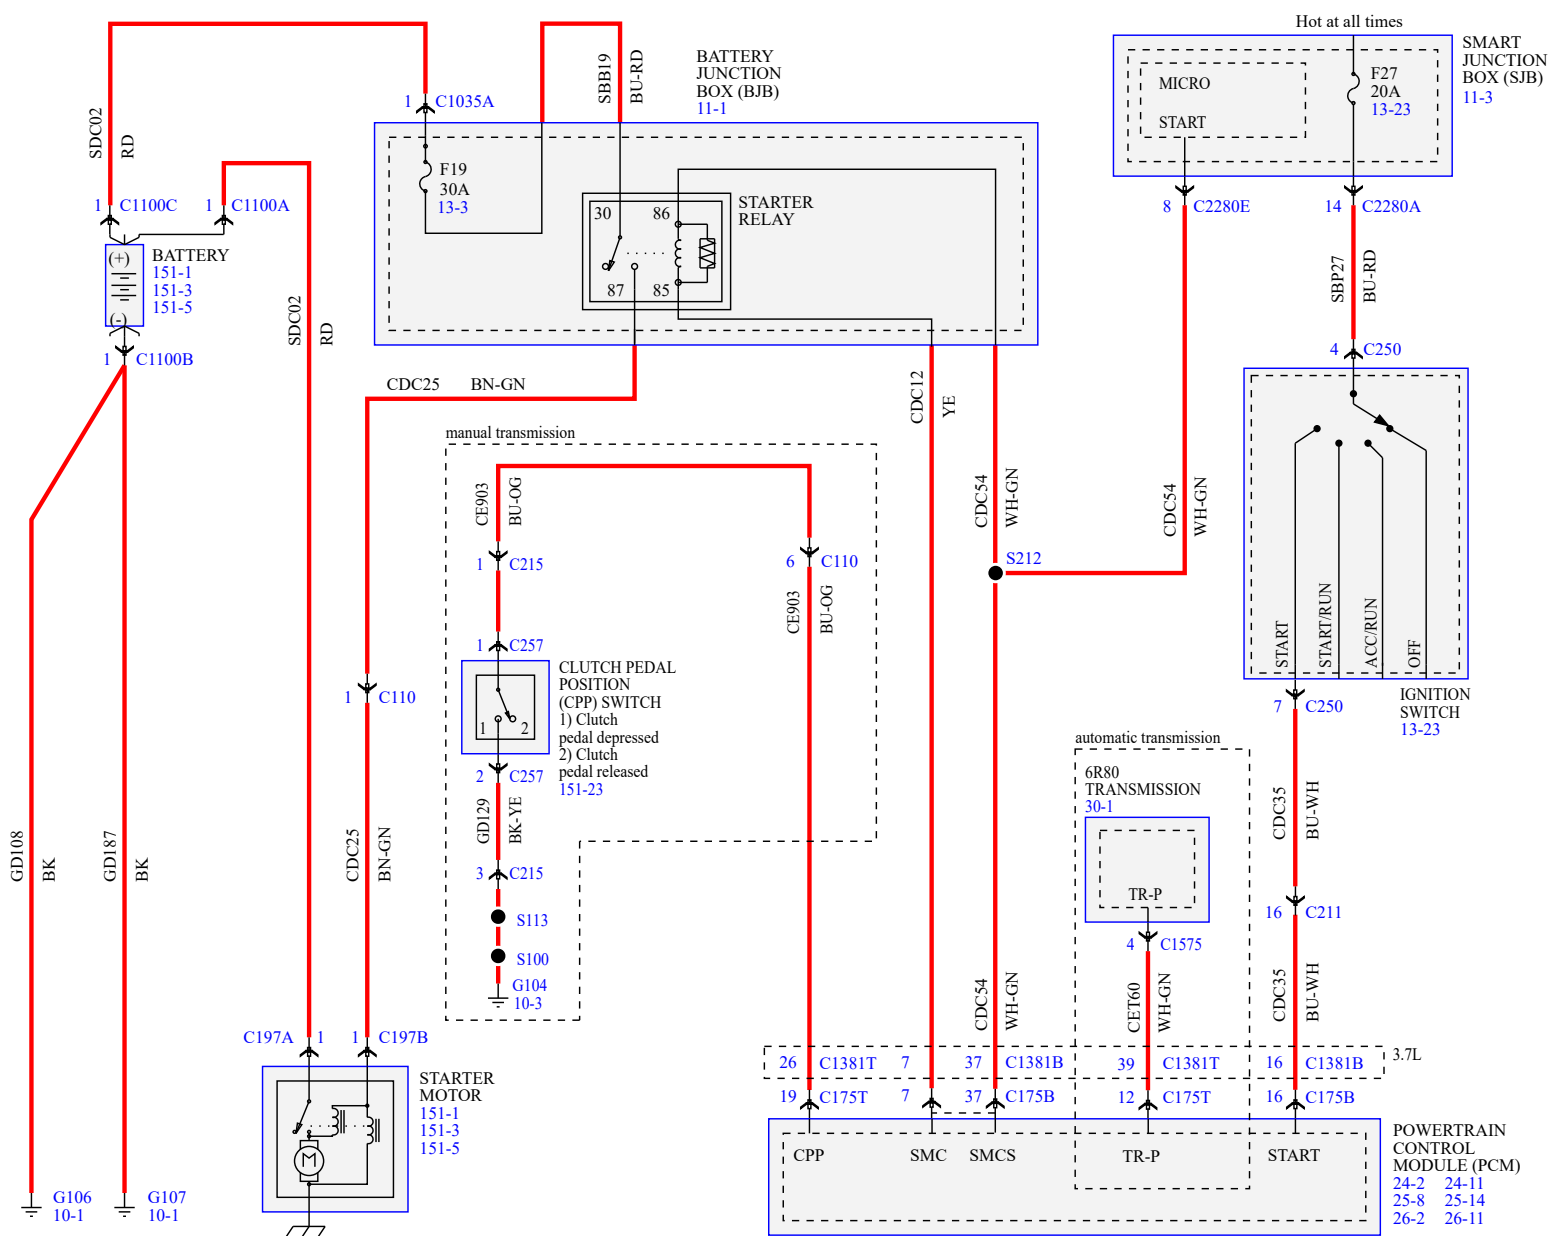 Hot at all times
SMART
JUNCTION
BOX (SJB)
11-3
MICRO
START
F27
20A
13-23
8 C2280E
14 C2280A
BATTERY
JUNCTION
BOX (BJB)
11-1
SBB19
BU-RD
1 C1035A
F19
30A
13-3
STARTER
RELAY
30
86
87
85
SDC02
RD
1 C1100C
1 C1100A
(+)
(-)
BATTERY
151-1
151-3
151-5
1 C1100B
SDC02
RD
SBP27
BU-RD
4 C250
CDC25 BN-GN
CDC12
YE
CDC54
WH-GN
CDC54
WH-GN
S212
manual transmission
CE903
BU-OG
1 C215
6 C110
CE903
BU-OG
1 C257
CLUTCH PEDAL
POSITION
(CPP) SWITCH
1) Clutch
pedal depressed
2) Clutch
pedal released
151-23
1 2
2 C257
GD129
BK-YE
3 C215
S113
S100
G104
10-3
1 C110
CDC25
BN-GN
GD108
BK
GD187
BK
START
START/RUN
ACC/RUN
OFF
IGNITION
SWITCH
13-23
7 C250
CDC35
BU-WH
16 C211
CDC35
BU-WH
automatic transmission
6R80
TRANSMISSION
30-1
TR-P
4 C1575
CET60
WH-GN
CDC54
WH-GN
C197A 1
1 C197B
STARTER
MOTOR
151-1
151-3
151-5
M
G106
10-1
G107
10-1
26 C1381T
7
37 C1381B
39 C1381T
16 C1381B
3.7L
19 C175T
7
37 C175B
12 C175T
16 C175B
CPP
SMC
SMCS
TR-P
START
POWERTRAIN
CONTROL
MODULE (PCM)
24-2 24-11
25-8 25-14
26-2 26-11